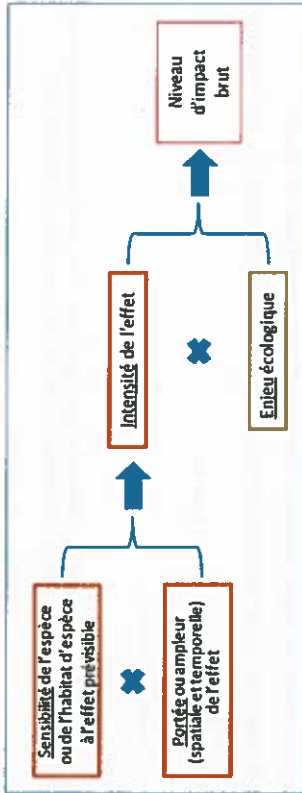 Sensibilité de l'espèce
ou de l'habitat d'espèce
à l'effet prévisible
Portée ou ampleur
(spatiale et temporelle)
de l'effet
Intensité de l'effet
Enjeu écologique
Niveau
d'impact
brut